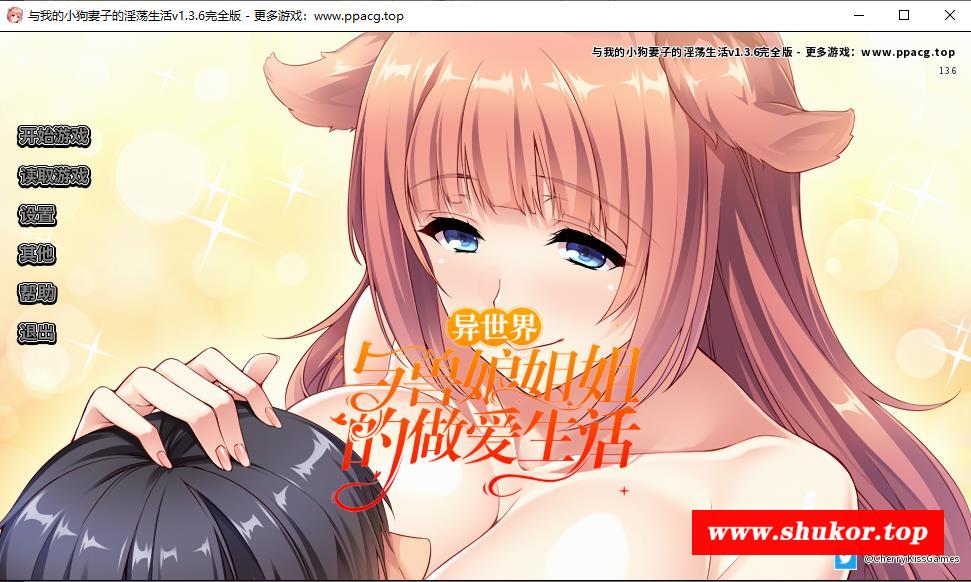 与我的小狗妻子的淫荡生活v1.3.6完全版 - 更多游戏：www.ppacg.top
与我的小狗妻子的淫荡生活v1.3.6完全版 - 更多游戏：www.ppacg.top
1.3.6
开始游戏
读取游戏
设置
其他
帮助
退出
异世界
与兽娘姐姐
的做爱生活
www.shukor.top
@CherryKissGames